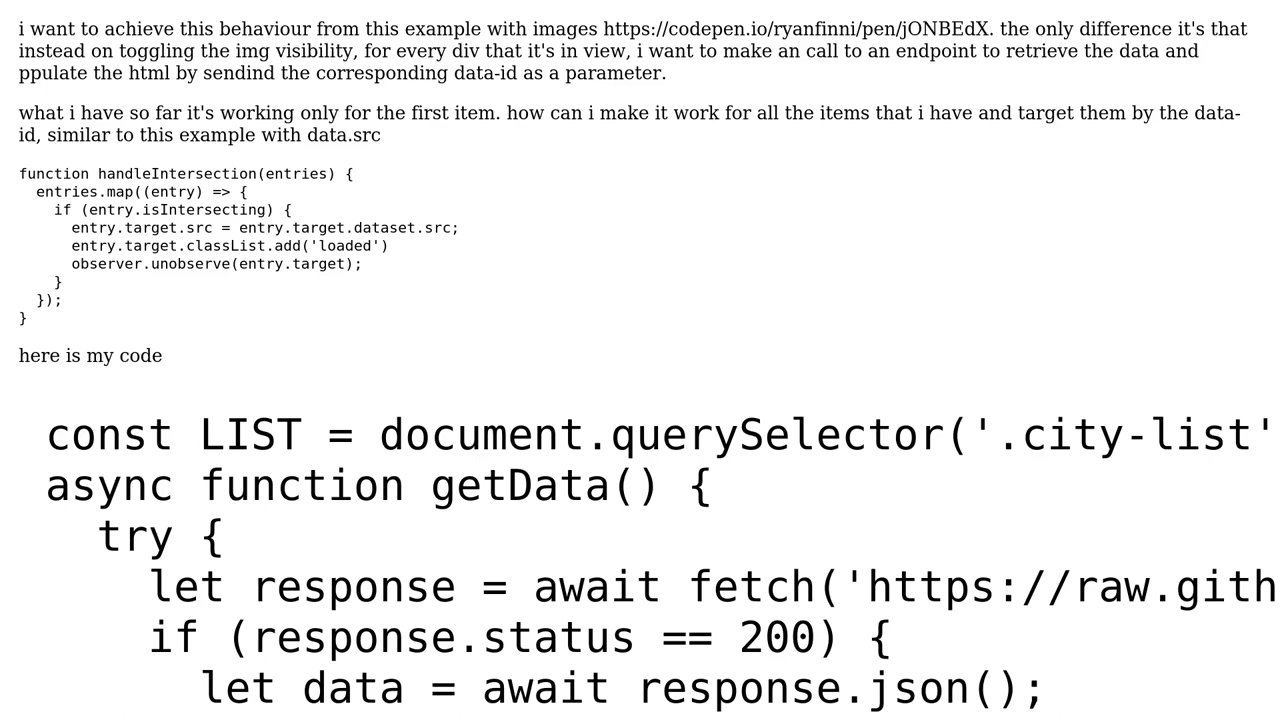 i want to achieve this behaviour from this example with images https://codepen.io/ryanfinni/pen/jONBEdX. the only difference it's that
instead on toggling the img visibility, for every div that it's in view, i want to make an call to an endpoint to retrieve the data and
ppulate the html by sendind the corresponding data-id as a parameter.
what i have so far it's working only for the first item. how can i make it work for all the items that i have and target them by the data-
id, similar to this example with data.src
function handleIntersection(entries) {
  entries.map((entry) => {
    if (entry.isIntersecting) {
      entry.target.src = entry.target.dataset.src;
      entry.target.classList.add('loaded')
      observer.unobserve(entry.target);
    }
  });
}
here is my code
const LIST = document.querySelector('.city-list'
async function getData() {
  try {
    let response = await fetch('https://raw.gith
    if (response.status == 200) {
      let data = await response.json();